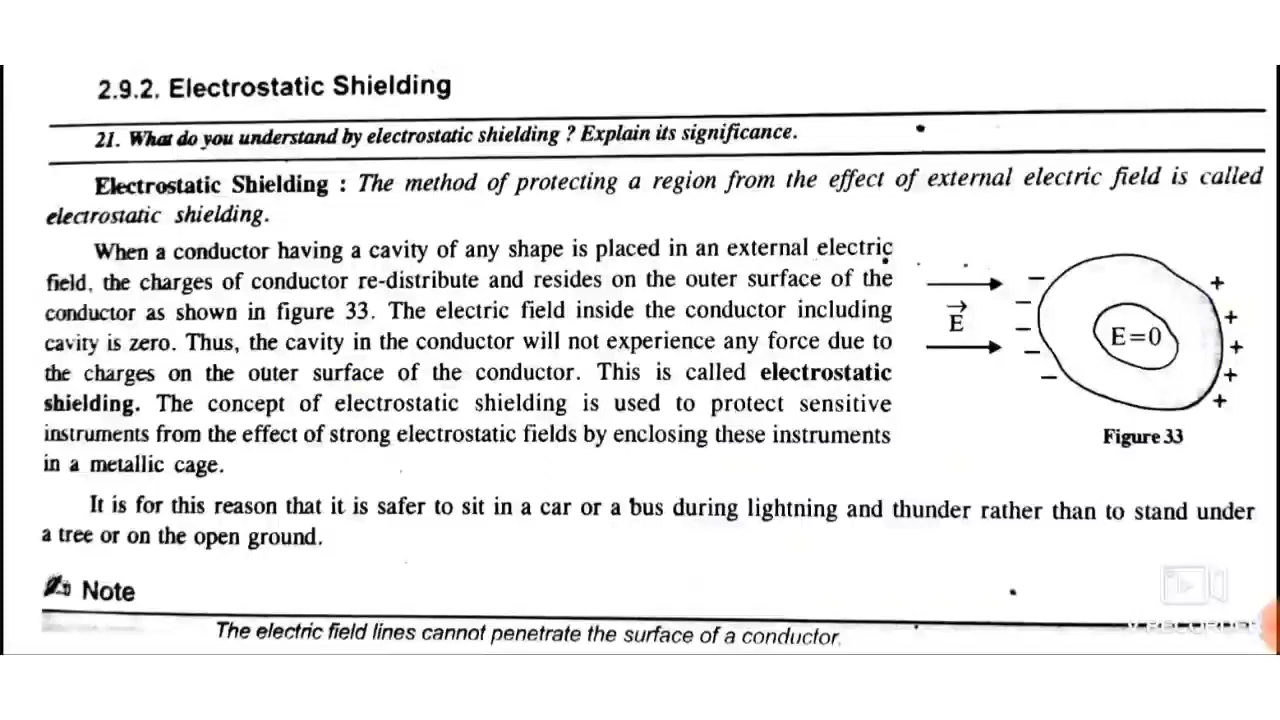 2.9.2. Electrostatic Shielding
21. What do you understand by electrostatic shielding ? Explain its significance.
Electrostatic Shielding : The method of protecting a region from the effect of external electric field is called
electrostatic shielding.
When a conductor having a cavity of any shape is placed in an external electric
field, the charges of conductor re-distribute and resides on the outer surface of the
conductor as shown in figure 33. The electric field inside the conductor including
cavity is zero. Thus, the cavity in the conductor will not experience any force due to
the charges on the outer surface of the conductor. This is called electrostatic
shielding. The concept of electrostatic shielding is used to protect sensitive
instruments from the effect of strong electrostatic fields by enclosing these instruments
in a metallic cage.
E
E=0
Figure 33
It is for this reason that it is safer to sit in a car or a bus during lightning and thunder rather than to stand under
a tree or on the open ground.
Note
The electric field lines cannot penetrate the surface of a conductor.
V RECORDER